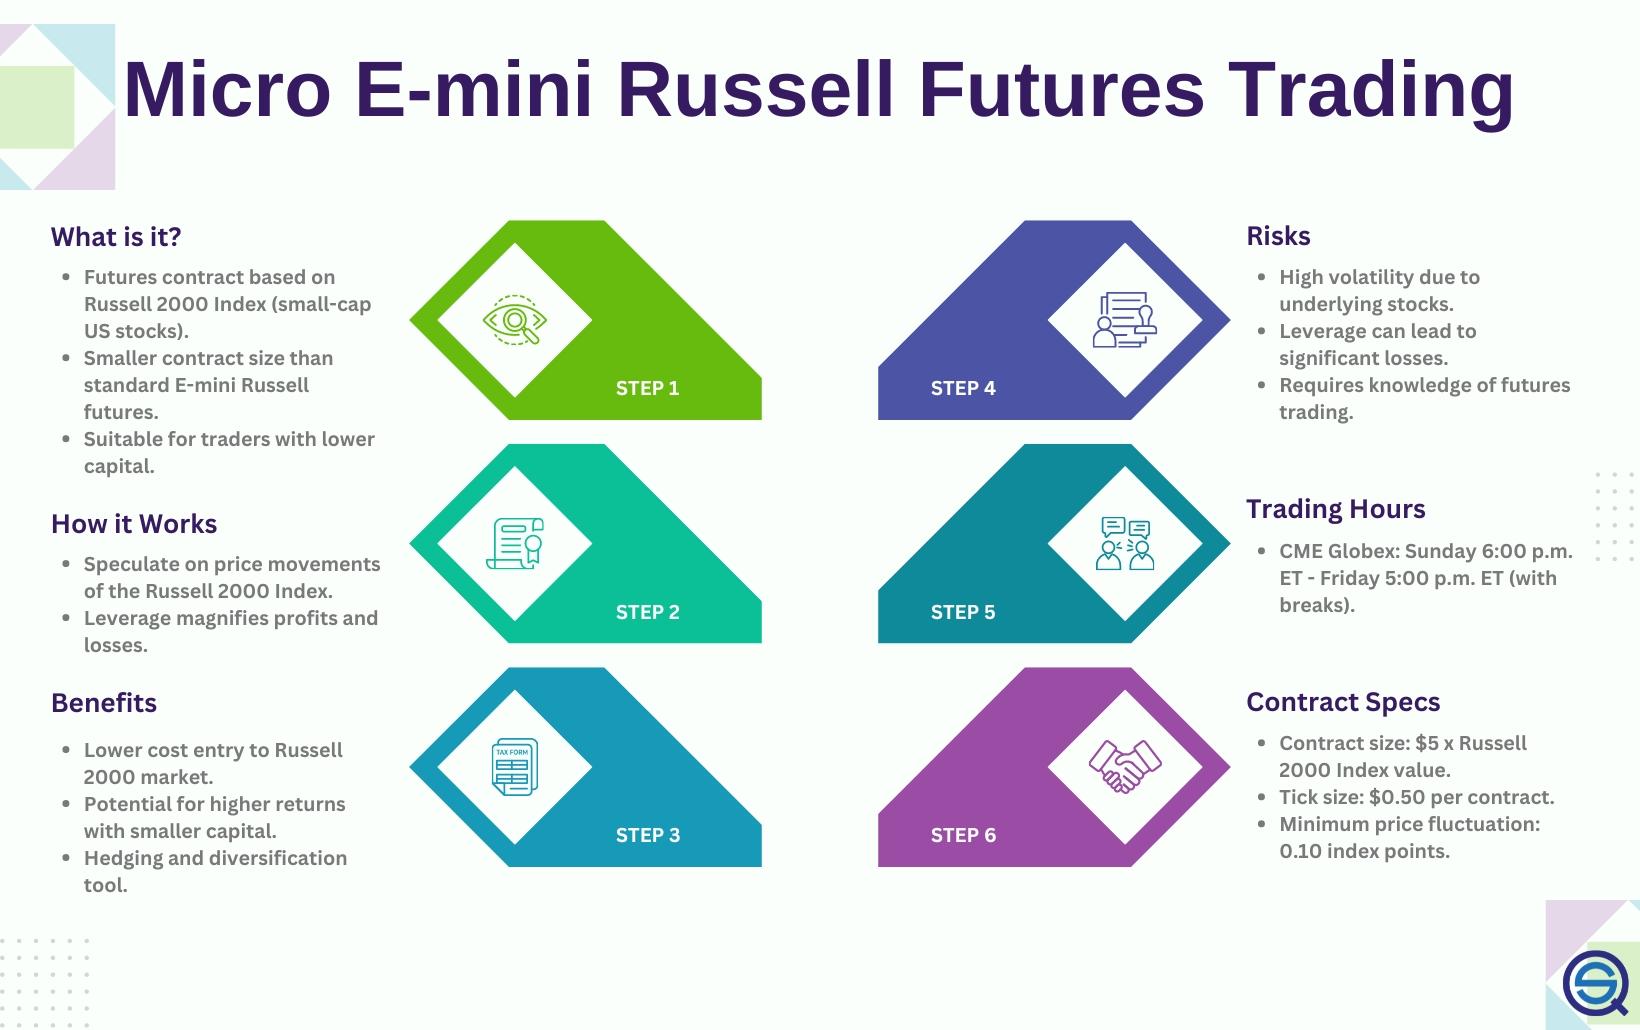 Micro E-mini Russell Futures Trading
What is it?
• Futures contract based on
Russell 2000 Index (small-cap
US stocks).
• Smaller contract size than
standard E-mini Russell
futures.
• Suitable for traders with lower
capital.
STEP 1
How it Works
• Speculate on price movements
of the Russell 2000 Index.
• Leverage magnifies profits and
losses.
STEP 2
Benefits
• Lower cost entry to Russell
2000 market.
• Potential for higher returns
with smaller capital.
• Hedging and diversification
tool.
TAX FORM
STEP 3
Risks
• High volatility due to
underlying stocks.
• Leverage can lead to
significant losses.
• Requires knowledge of futures
trading.
STEP 4
Trading Hours
• CME Globex: Sunday 6:00 p.m.
ET - Friday 5:00 p.m. ET (with
breaks).
STEP 5
Contract Specs
• Contract size: $5 x Russell
2000 Index value.
• Tick size: $0.50 per contract.
• Minimum price fluctuation:
0.10 index points.
STEP 6